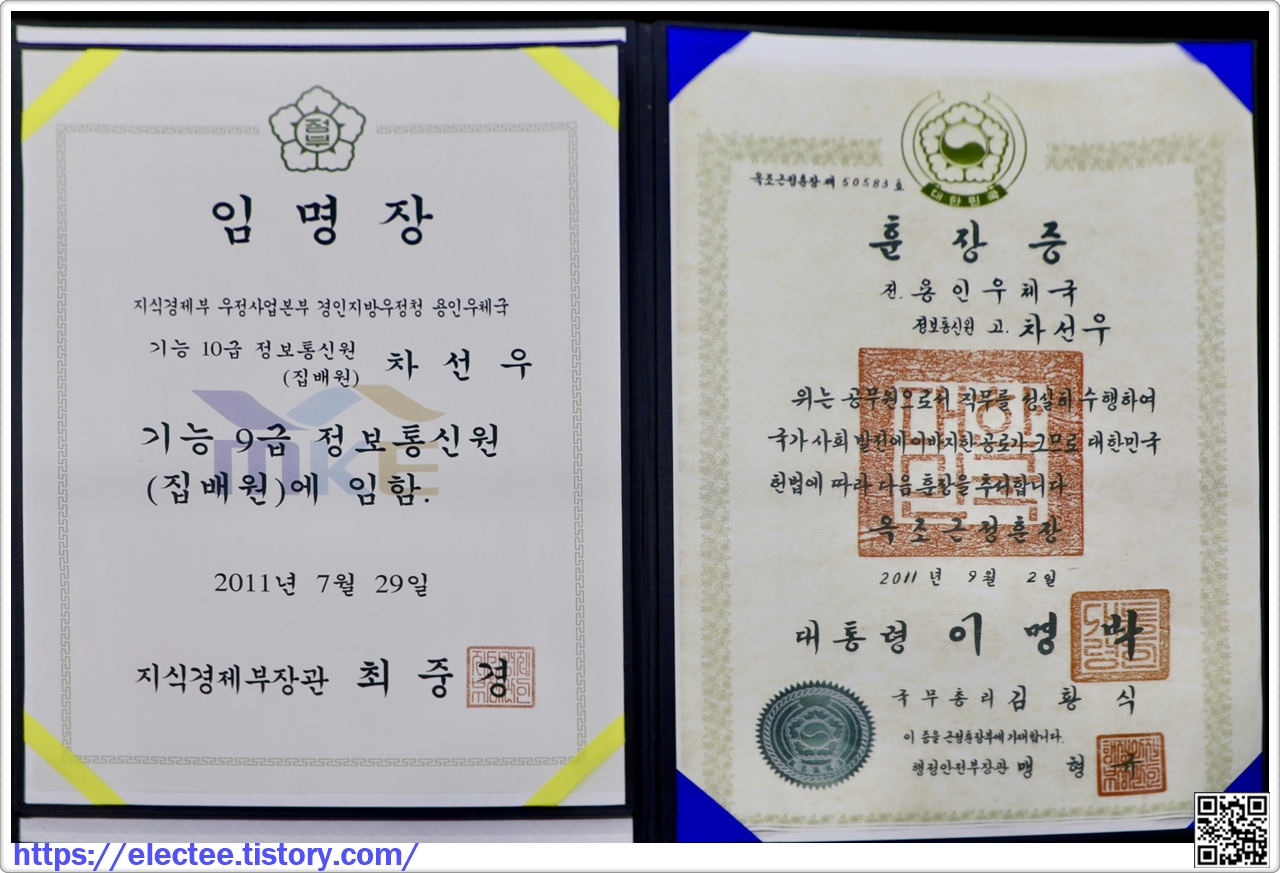 정부
임 명 장
지식경제부 우정사업본부 경인지방우정청 용인우체국
기능 10급 정보통신원
(집배원)
차 선 우
MKE
기능 9급 정보통신원
(집배원)에 임함.
2011년 7월 29일
지식경제부장관 최 중 경
대한민국
옥조근정훈장 제 50583 호
훈 장 증
전. 용 인 우 체 국
정보통신원 고. 차 선 우
위는 공무원으로서 직무를 성실히 수행하여
국가 사회 발전에 이바지한 공로가 크므로 대한민국
헌법에 따라 다음 훈장을 추서합니다
옥 조 근 정 훈 장
2011 년 9 월 2 일
대 통 령 이 명 박
국 무 총 리 김 황 식
이 증을 근정훈장부에 기재합니다.
행정안전부장관 맹 형 규
https://electee.tistory.com/